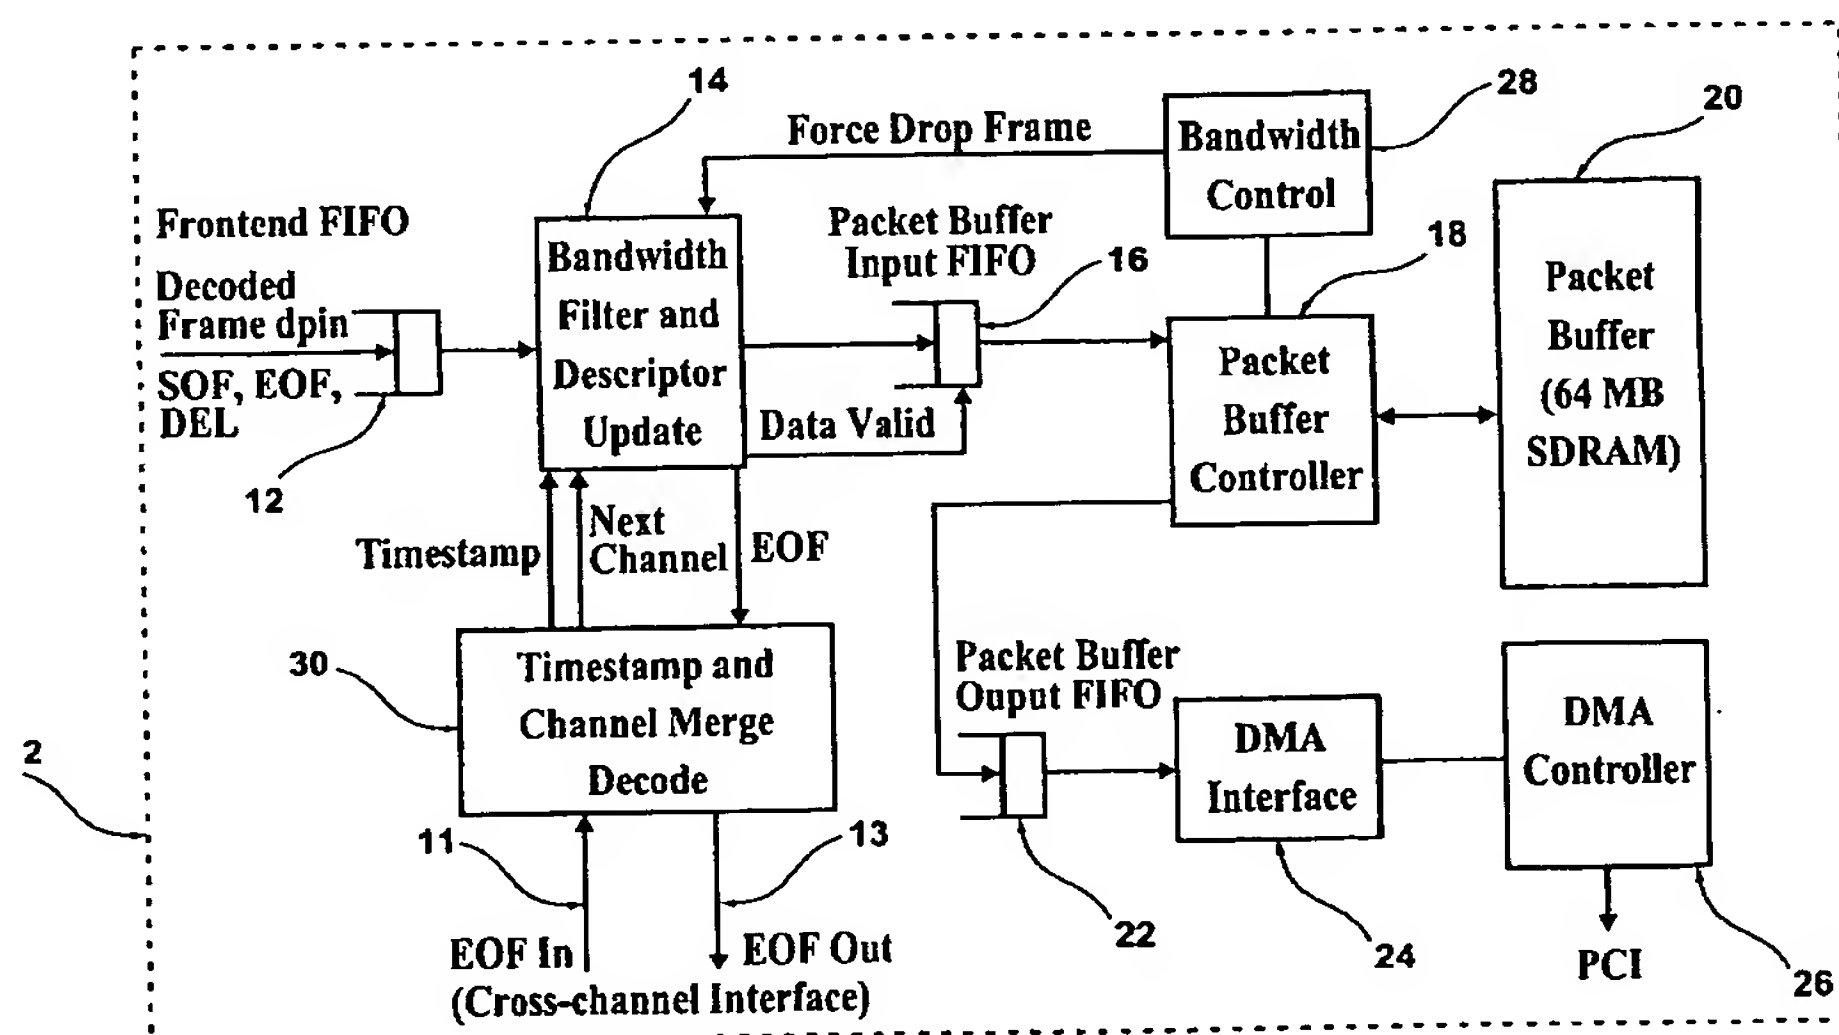 14
28
20
Force Drop Frame
Bandwidth
Control
Frontend FIFO
Decoded
Frame dpin
SOF, EOF,
DEL
12
Bandwidth
Filter and
Descriptor
Update
Packet Buffer
Input FIFO
16
Data Valid
18
Packet
Buffer
Controller
Packet
Buffer
(64 MB
SDRAM)
Timestamp
Next
Channel
EOF
30
Timestamp and
Channel Merge
Decode
Packet Buffer
Ouput FIFO
22
DMA
Interface
24
DMA
Controller
26
PCI
2
11
13
EOF In
EOF Out
(Cross-channel Interface)